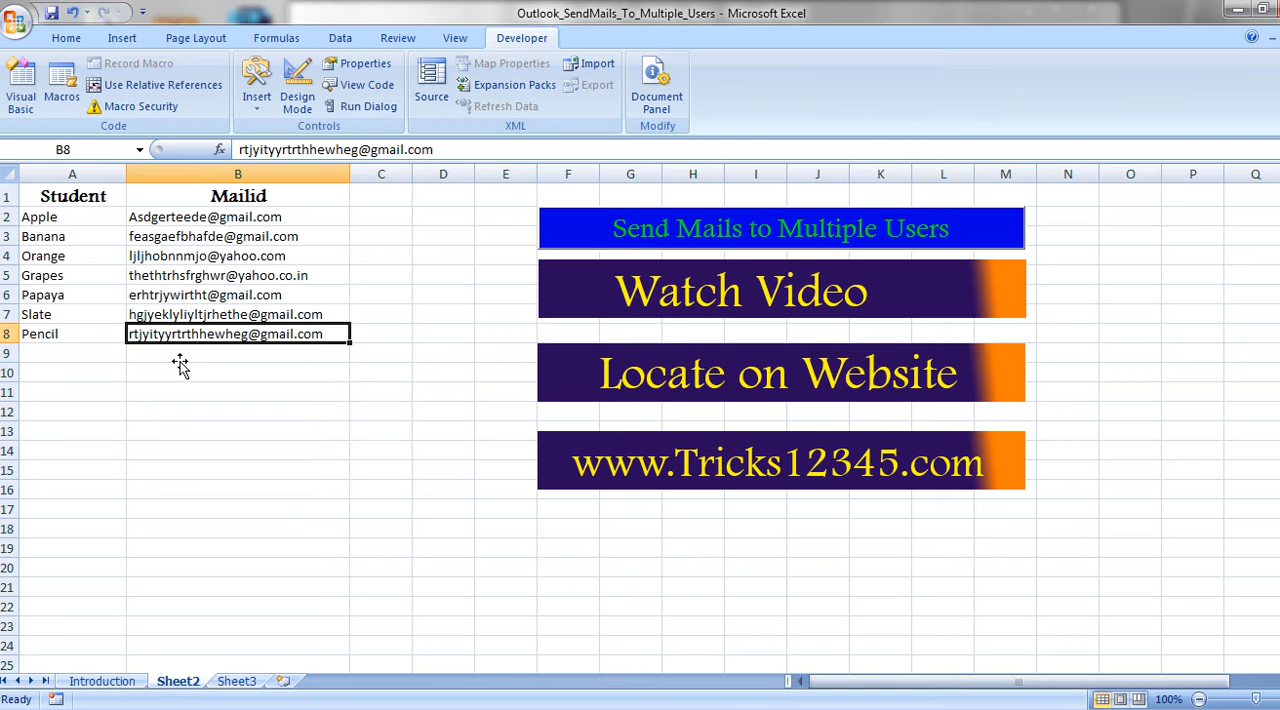 Outlook_SendMails_To_Multiple_Users - Microsoft Excel
Home Insert Page Layout Formulas Data Review View Developer
Visual Basic
Macros
Record Macro
Use Relative References
Macro Security
Code
Insert
Design Mode
Properties
View Code
Run Dialog
Controls
Source
Map Properties
Expansion Packs
Refresh Data
Import
Export
XML
Document Panel
Modify
B8 fx rtjyityyrtrthhewheg@gmail.com
A B C D E F G H I J K L M N O P Q
1 Student Mailid
2 Apple Asdgerteede@gmail.com
3 Banana feasgaefbhafde@gmail.com
4 Orange ljljhobnnmjo@yahoo.com
5 Grapes thethtrhsfrghwr@yahoo.co.in
6 Papaya erhtrjywirtht@gmail.com
7 Slate hgjyeklyliyltjrhethe@gmail.com
8 Pencil rtjyityyrtrthhewheg@gmail.com
9
10
11
12
13
14
15
16
17
18
19
20
21
22
23
24
25
Send Mails to Multiple Users
Watch Video
Locate on Website
www.Tricks12345.com
Introduction Sheet2 Sheet3
Ready 100%